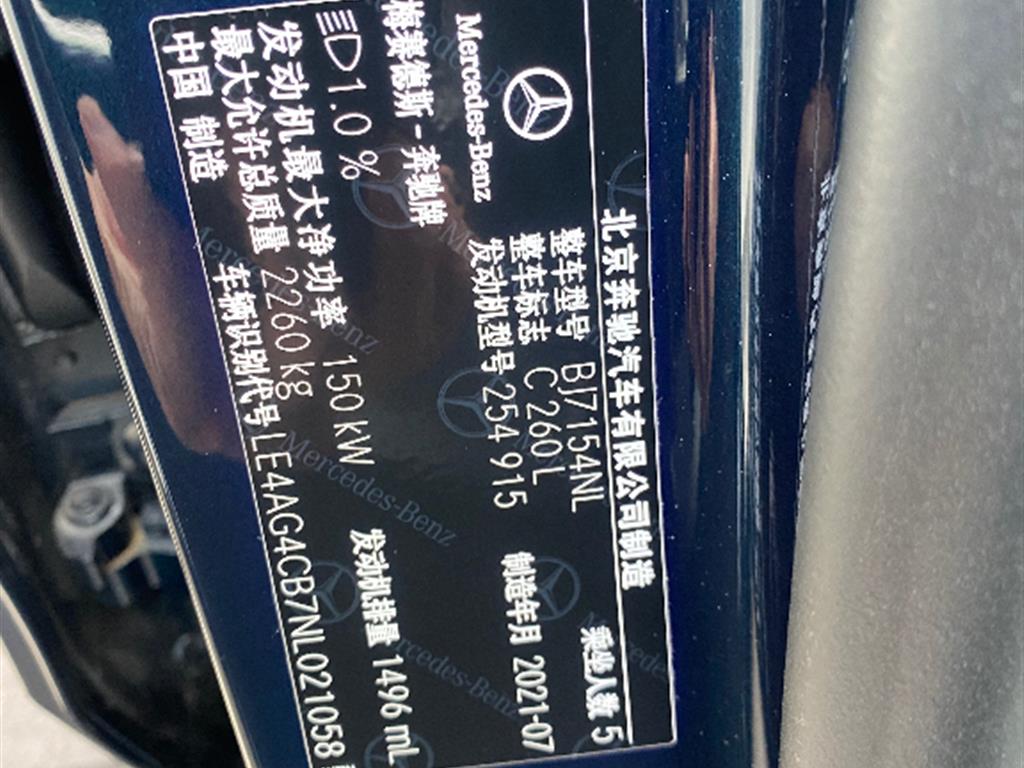 北京奔驰汽车有限公司制造
Mercedes-Benz
整车型号 BJ7154NL 乘坐人数 5
整车标志 C 260 L
发动机型号 254 915 制造年月 2021-07
梅赛德斯-奔驰牌
1.0 %
发动机最大净功率 150 kW 发动机排量 1496 mL
最大允许总质量 2260 kg
中国 制造 车辆识别代号 LE4AG4CB7NL021058